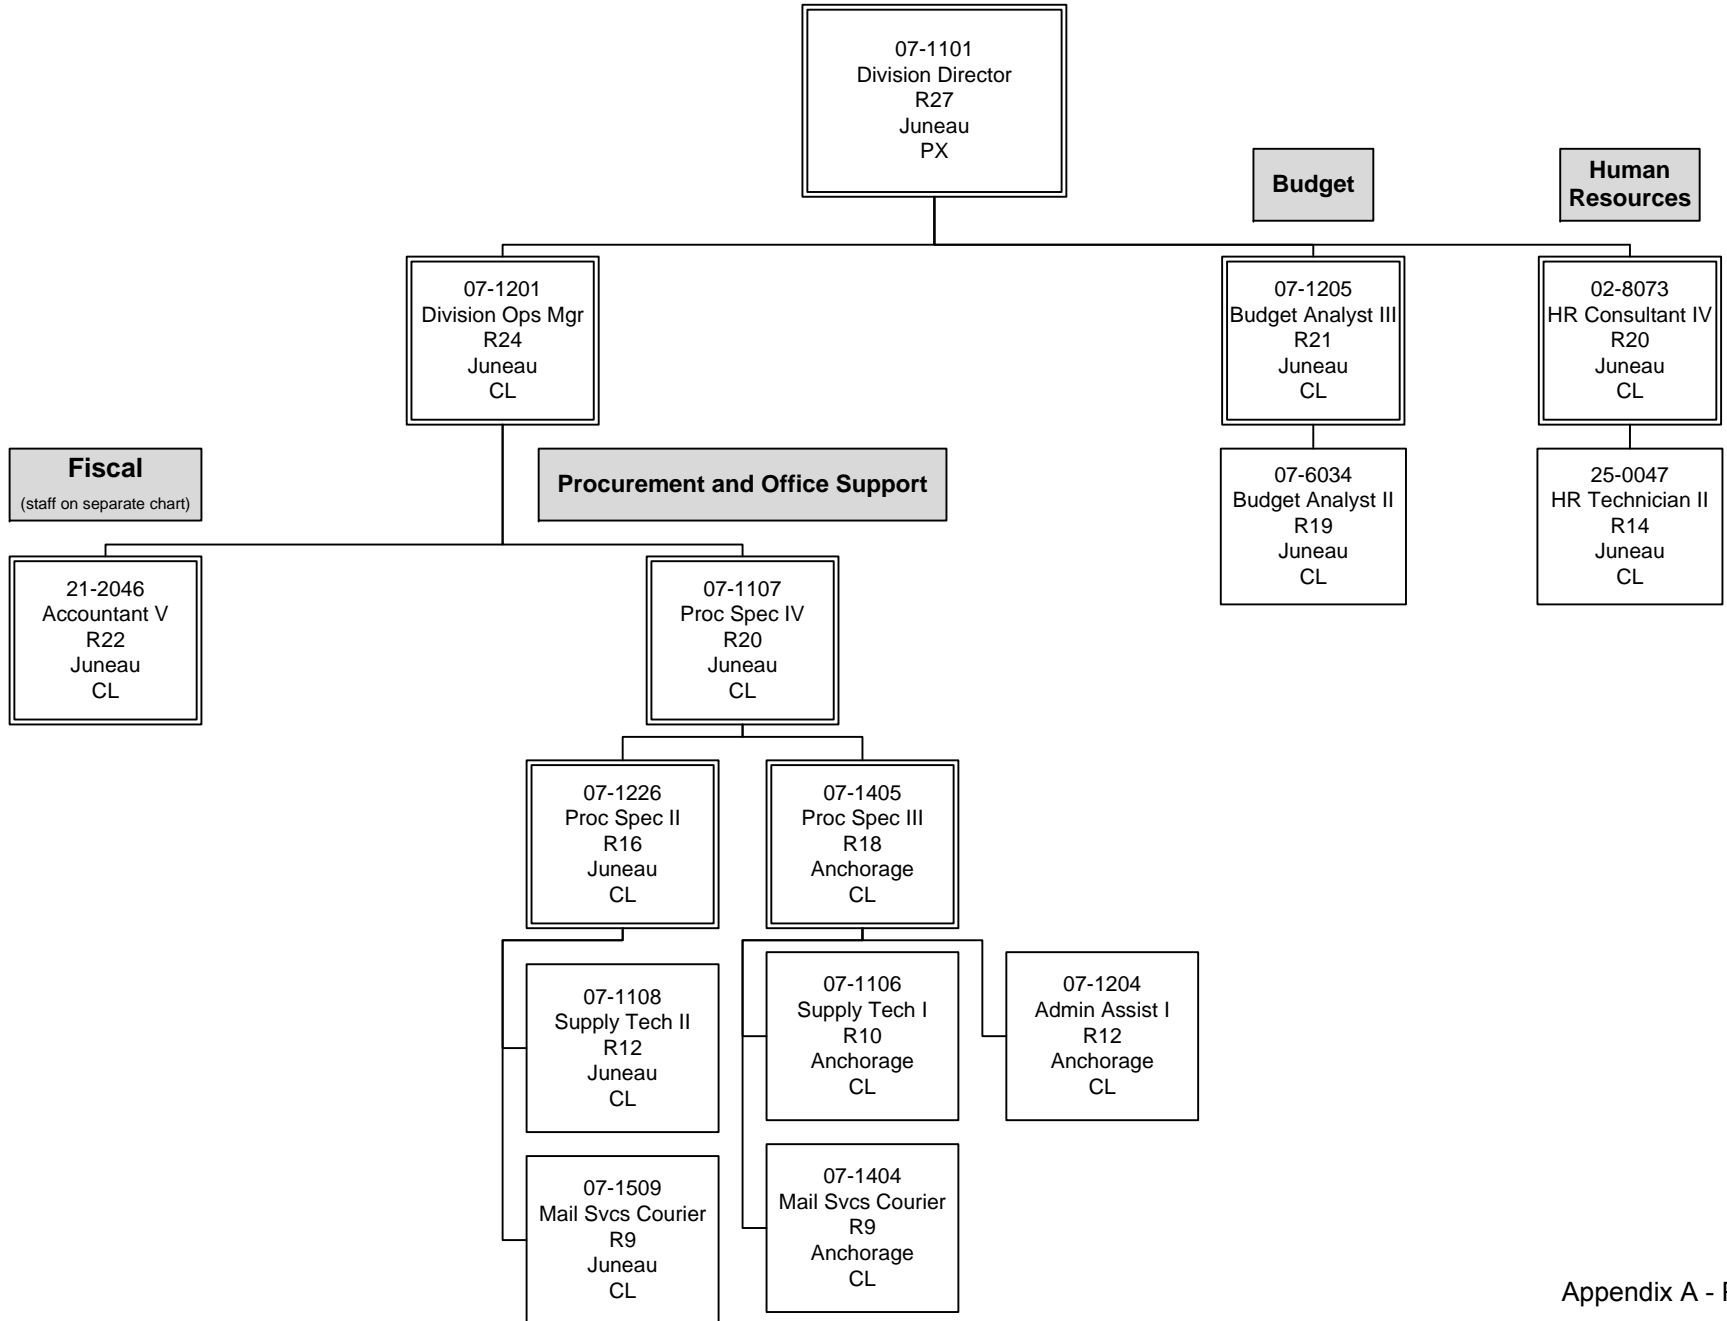 07-1101
Division Director
R27
Juneau
PX
Budget
Human
Resources
07-1201
Division Ops Mgr
R24
Juneau
CL
07-1205
Budget Analyst III
R21
Juneau
CL
02-8073
HR Consultant IV
R20
Juneau
CL
Fiscal
(staff on separate chart)
Procurement and Office Support
07-6034
Budget Analyst II
R19
Juneau
CL
25-0047
HR Technician II
R14
Juneau
CL
21-2046
Accountant V
R22
Juneau
CL
07-1107
Proc Spec IV
R20
Juneau
CL
07-1226
Proc Spec II
R16
Juneau
CL
07-1405
Proc Spec III
R18
Anchorage
CL
07-1108
Supply Tech II
R12
Juneau
CL
07-1106
Supply Tech I
R10
Anchorage
CL
07-1204
Admin Assist I
R12
Anchorage
CL
07-1509
Mail Svcs Courier
R9
Juneau
CL
07-1404
Mail Svcs Courier
R9
Anchorage
CL
Appendix A -